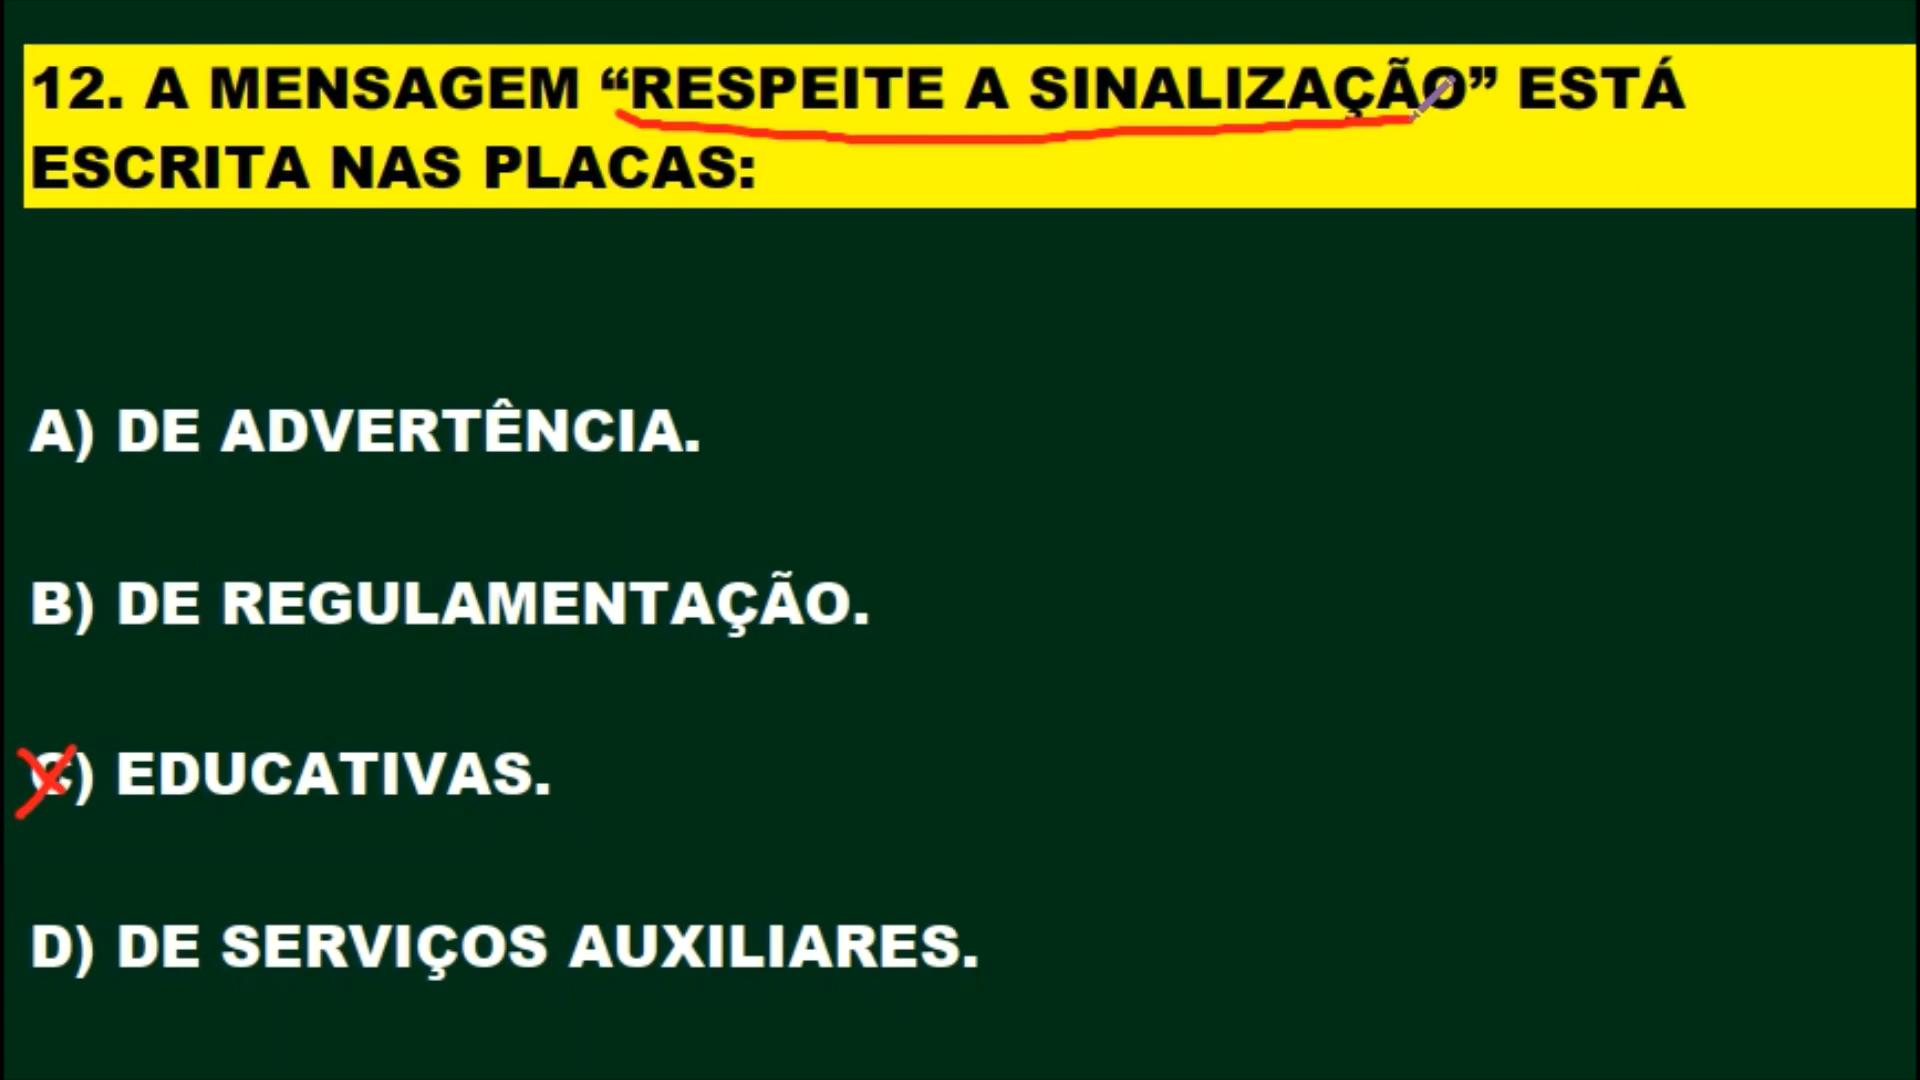 12. A MENSAGEM “RESPEITE A SINALIZAÇÃO” ESTÁ
ESCRITA NAS PLACAS:
A) DE ADVERTÊNCIA.
B) DE REGULAMENTAÇÃO.
C) EDUCATIVAS.
D) DE SERVIÇOS AUXILIARES.